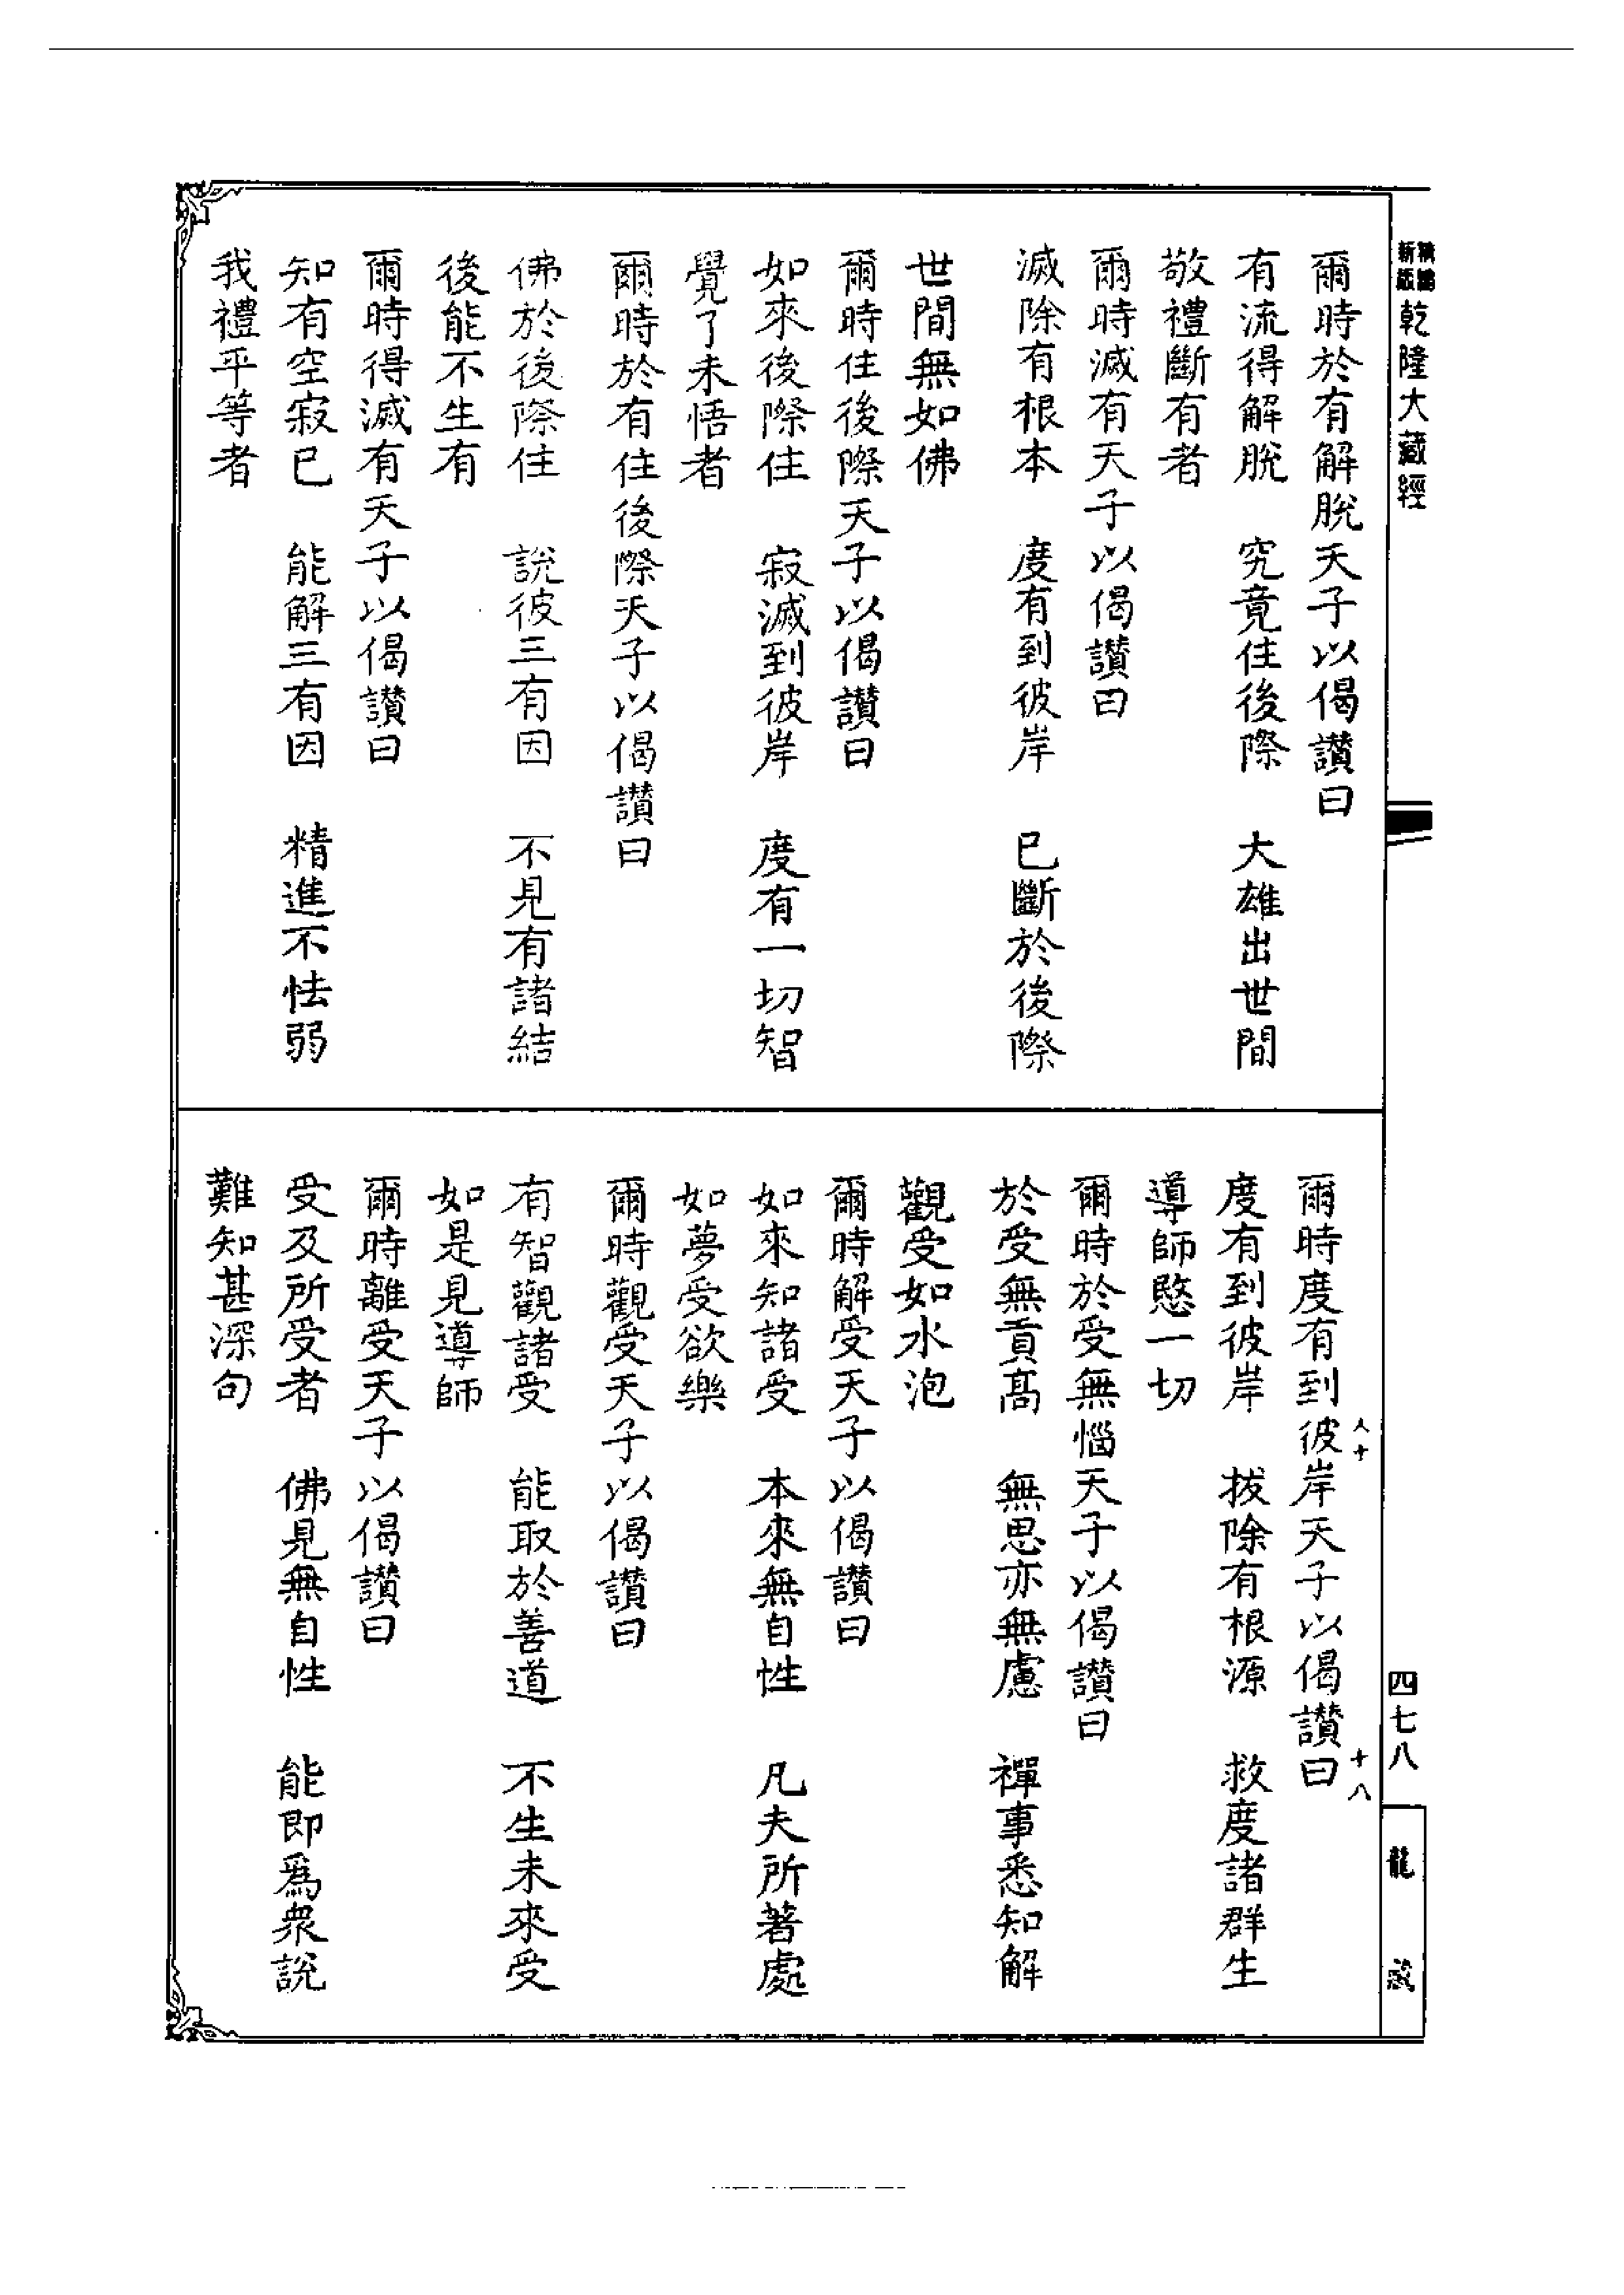 新版
乾隆大藏經
爾時於有解脫天子以偈讃曰
有流得解脫　究竟住後際　大雄出世間
敬禮斷有者
爾時滅有天子以偈讃曰
滅除有根本　度有到彼岸　已斷於後際
世間無如佛
爾時住後際天子以偈讃曰
如來後際住　寂滅到彼岸　度有一切智
覺了未悟者
爾時於有住後際天子以偈讃曰
佛於後際住　說彼三有因　不見有諸結
後能不生有
爾時得滅有天子以偈讃曰
知有空寂已　能解三有因　精進不怯弱
我禮平等者
爾時度有到彼岸天子以偈讃曰
度有到彼岸　拔除有根源　救度諸群生
導師愍一切
爾時於受無惱天子以偈讃曰
於受無貢髙　無思亦無慮　禪事悉知解
觀受如水泡
爾時解受天子以偈讃曰
如來知諸受　本來無自性　凡夫所著處
如夢受欲樂
爾時觀受天子以偈讃曰
有智觀諸受　能取於善道　不生未來受
如是見導師
爾時離受天子以偈讃曰
受及所受者　佛見無自性　能即爲衆說
難知甚深句
十八
四七八
龍藏